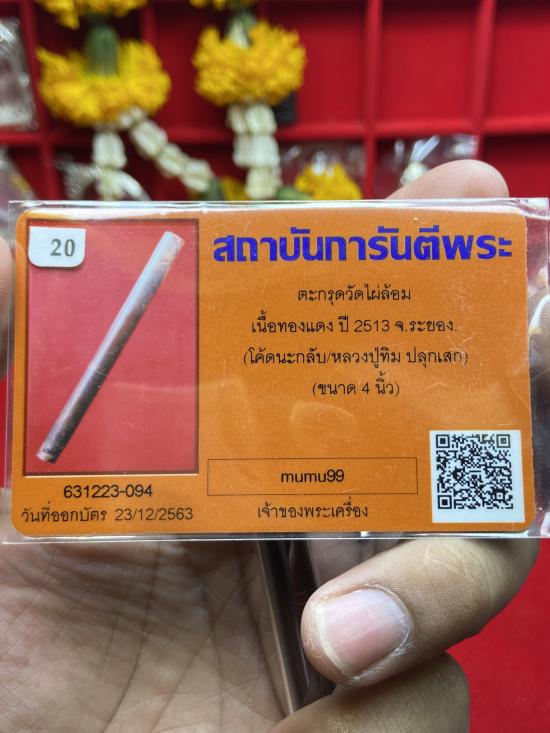 20
สถาบันการันตีพระ
ตะกรุดวัดไผ่ล้อม
เนื้อทองแดง ปี 2513 จ.ระยอง.
(โค้ดนะกลับ/หลวงปู่ทิม ปลุกเสก)
(ขนาด 4 นิ้ว)
mumu99
เจ้าของพระเครื่อง
631223-094
วันที่ออกบัตร 23/12/2563